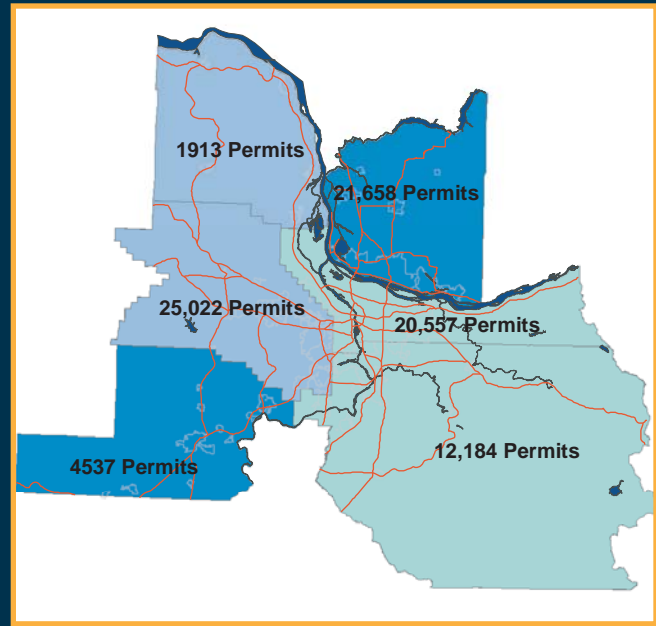 1913 Permits
21,658 Permits
25,022 Permits
20,557 Permits
12,184 Permits
4537 Permits